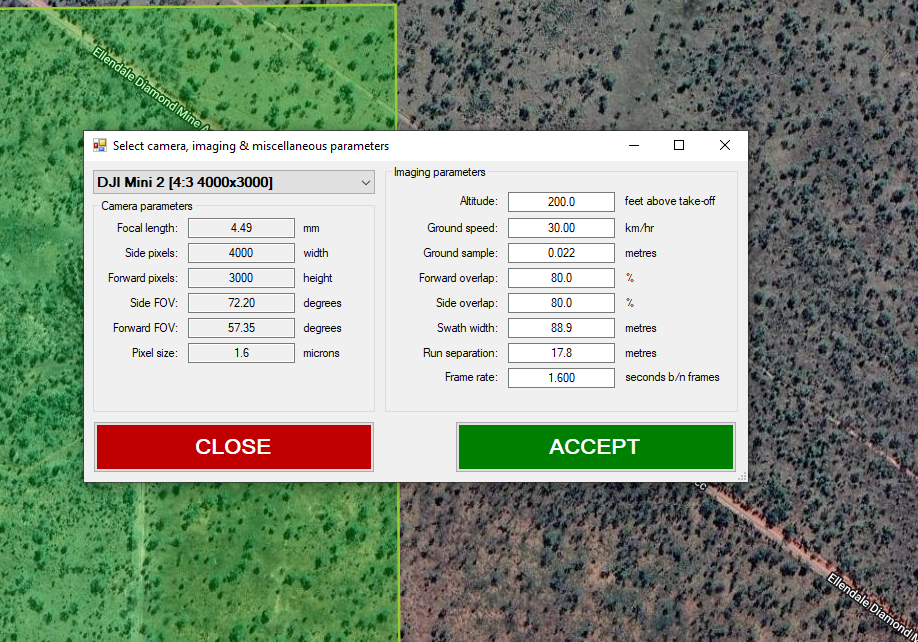 Ellendale Diamond Mine A
Select camera, imaging & miscellaneous parameters
DJI Mini 2 [4:3 4000x3000]
Camera parameters
Focal length: 4.49 mm
Side pixels: 4000 width
Forward pixels: 3000 height
Side FOV: 72.20 degrees
Forward FOV: 57.35 degrees
Pixel size: 1.6 microns
Imaging parameters
Altitude: 200.0 feet above take-off
Ground speed: 30.00 km/hr
Ground sample: 0.022 metres
Forward overlap: 80.0 %
Side overlap: 80.0 %
Swath width: 88.9 metres
Run separation: 17.8 metres
Frame rate: 1.600 seconds b/n frames
CLOSE
ACCEPT
cc
Ellendale Diamond M